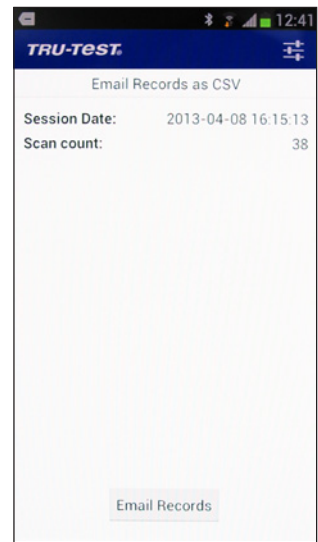 12:41
TRU-TEST.
Email Records as CSV
Session Date: 2013-04-08 16:15:13
Scan count: 38
Email Records